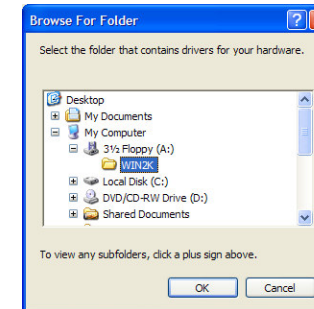 Browse For Folder
Select the folder that contains drivers for your hardware.
Desktop
My Documents
My Computer
3½ Floppy (A:)
WIN2K
Local Disk (C:)
DVD/CD-RW Drive (D:)
Shared Documents
To view any subfolders, click a plus sign above.
OK Cancel